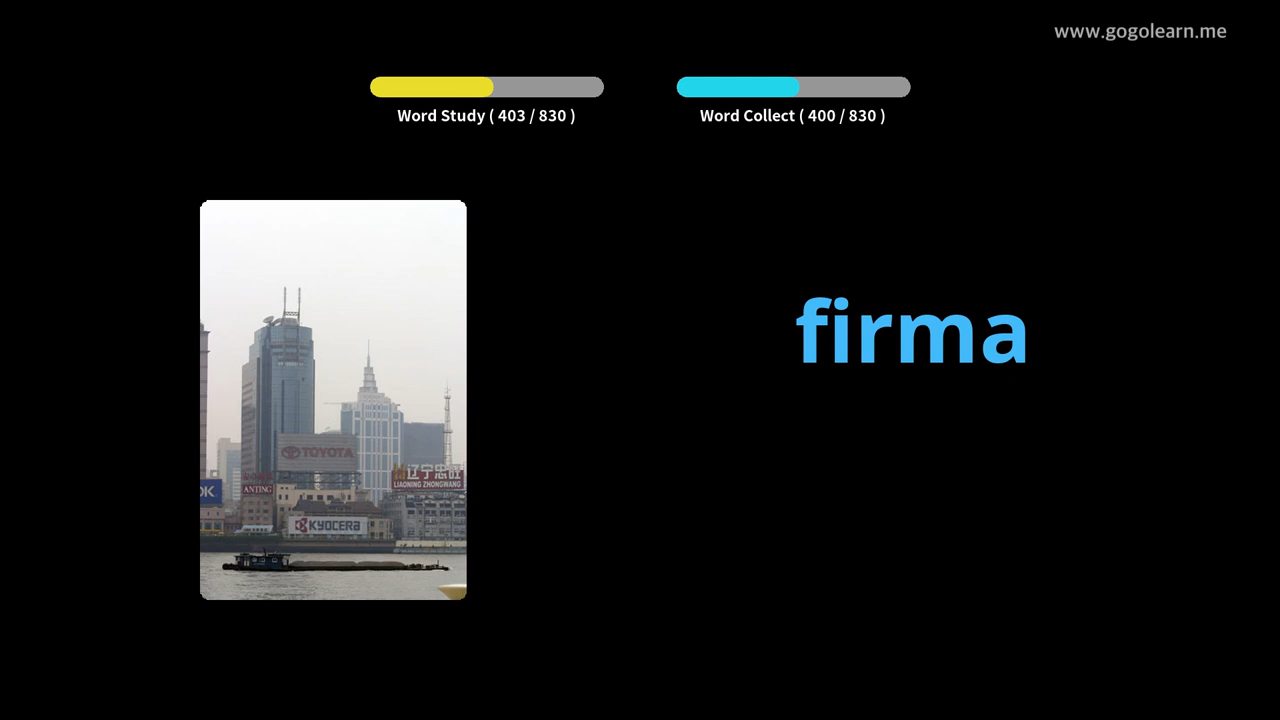 www.gogolearn.me
Word Study ( 403 / 830 )
Word Collect ( 400 / 830 )
firma
TOYOTA
辽宁忠旺
LIAONING ZHONGWANG
ANTING
OK
KYOCERA